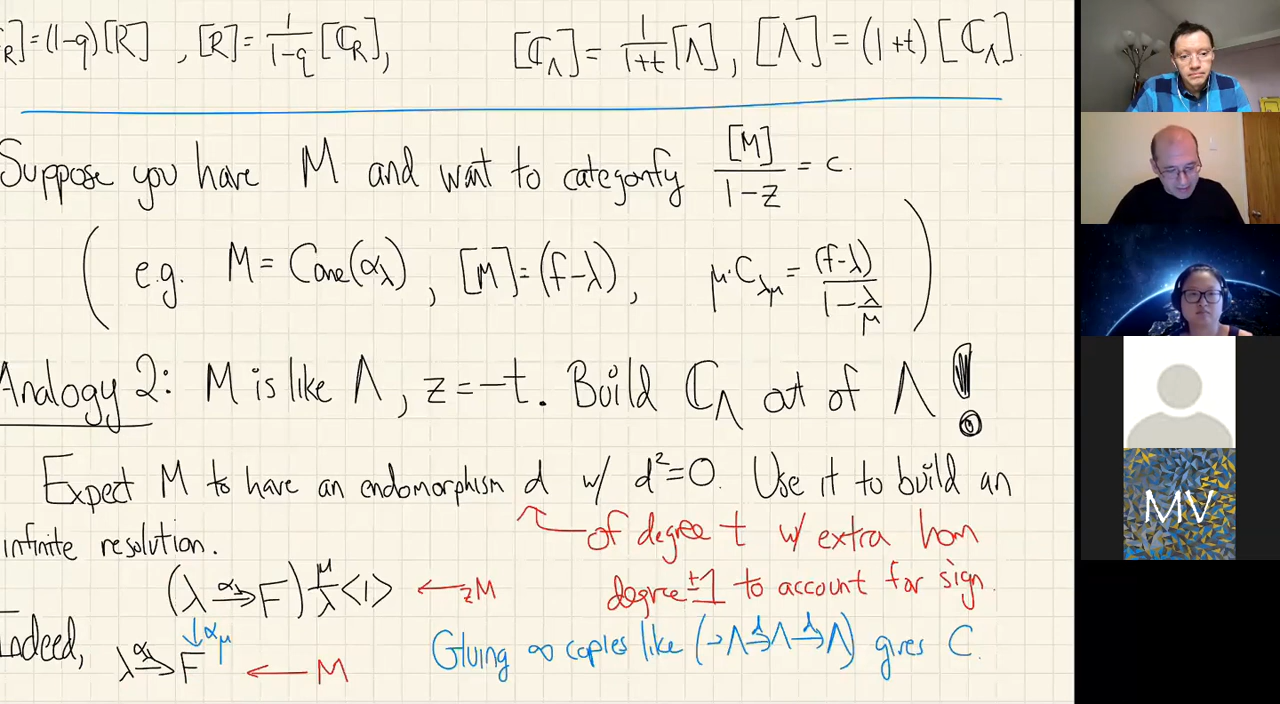 R]=(1-q)[R], [R]=1/(1-q)[ℂ_R], [ℂ_Λ]=1/(1+t)[Λ], [Λ]=(1+t)[ℂ_Λ].
Suppose you have M and want to categorify [M]/(1-z) = c.
(e.g. M=Cone(α_λ), [M]=(f-λ), μ·C_λμ=(f-λ)/(1-λ/μ))
Analogy 2: M is like Λ, z=-t. Build ℂ_Λ out of Λ!
Expect M to have an endomorphism d w/ d²=0. Use it to build an
infinite resolution.
of degree t w/ extra hom
degree ±1 to account for sign.
Indeed,
(λ →^{α_λ} F) μ/λ <1> ← zM
↓α_μ
λ →^{α_λ} F ← M
Gluing ∞ copies like (→Λ →^d Λ →^d Λ) gives C.
MV